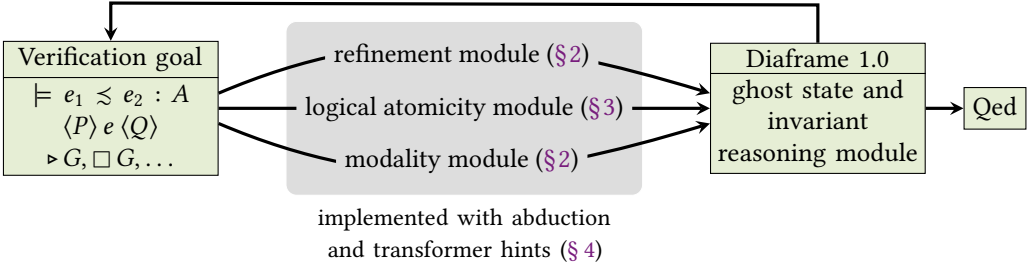 Verification goal
⊨ e₁ ≾ e₂ : A
⟨P⟩ e ⟨Q⟩
▹ G, □ G, . . .
refinement module (§2)
logical atomicity module (§3)
modality module (§2)
implemented with abduction
and transformer hints (§ 4)
Diaframe 1.0
ghost state and
invariant
reasoning module
Qed